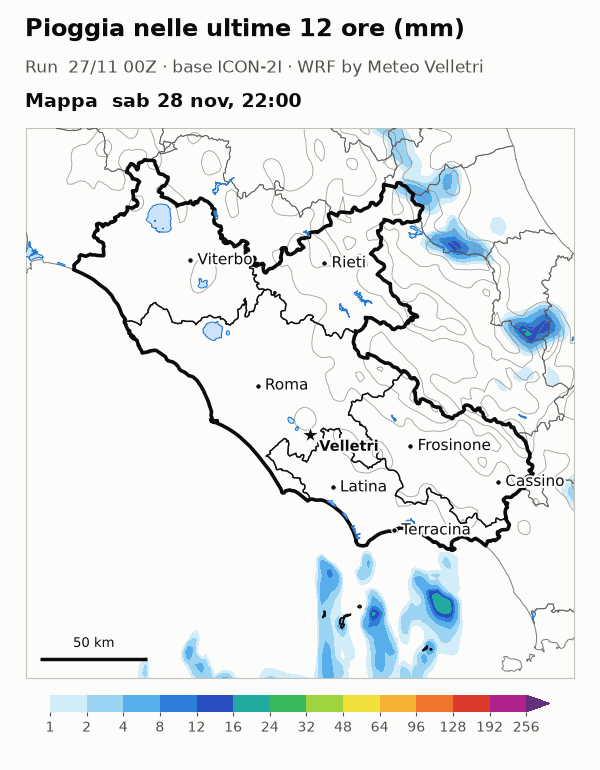 Pioggia nelle ultime 12 ore (mm)
Run  27/11 00Z · base ICON-2I · WRF by Meteo Velletri
Mappa  sab 28 nov, 22:00
Viterbo
Rieti
Roma
Velletri
Frosinone
Latina
Cassino
Terracina
50 km
1 2 4 8 12 16 24 32 48 64 96 128 192 256